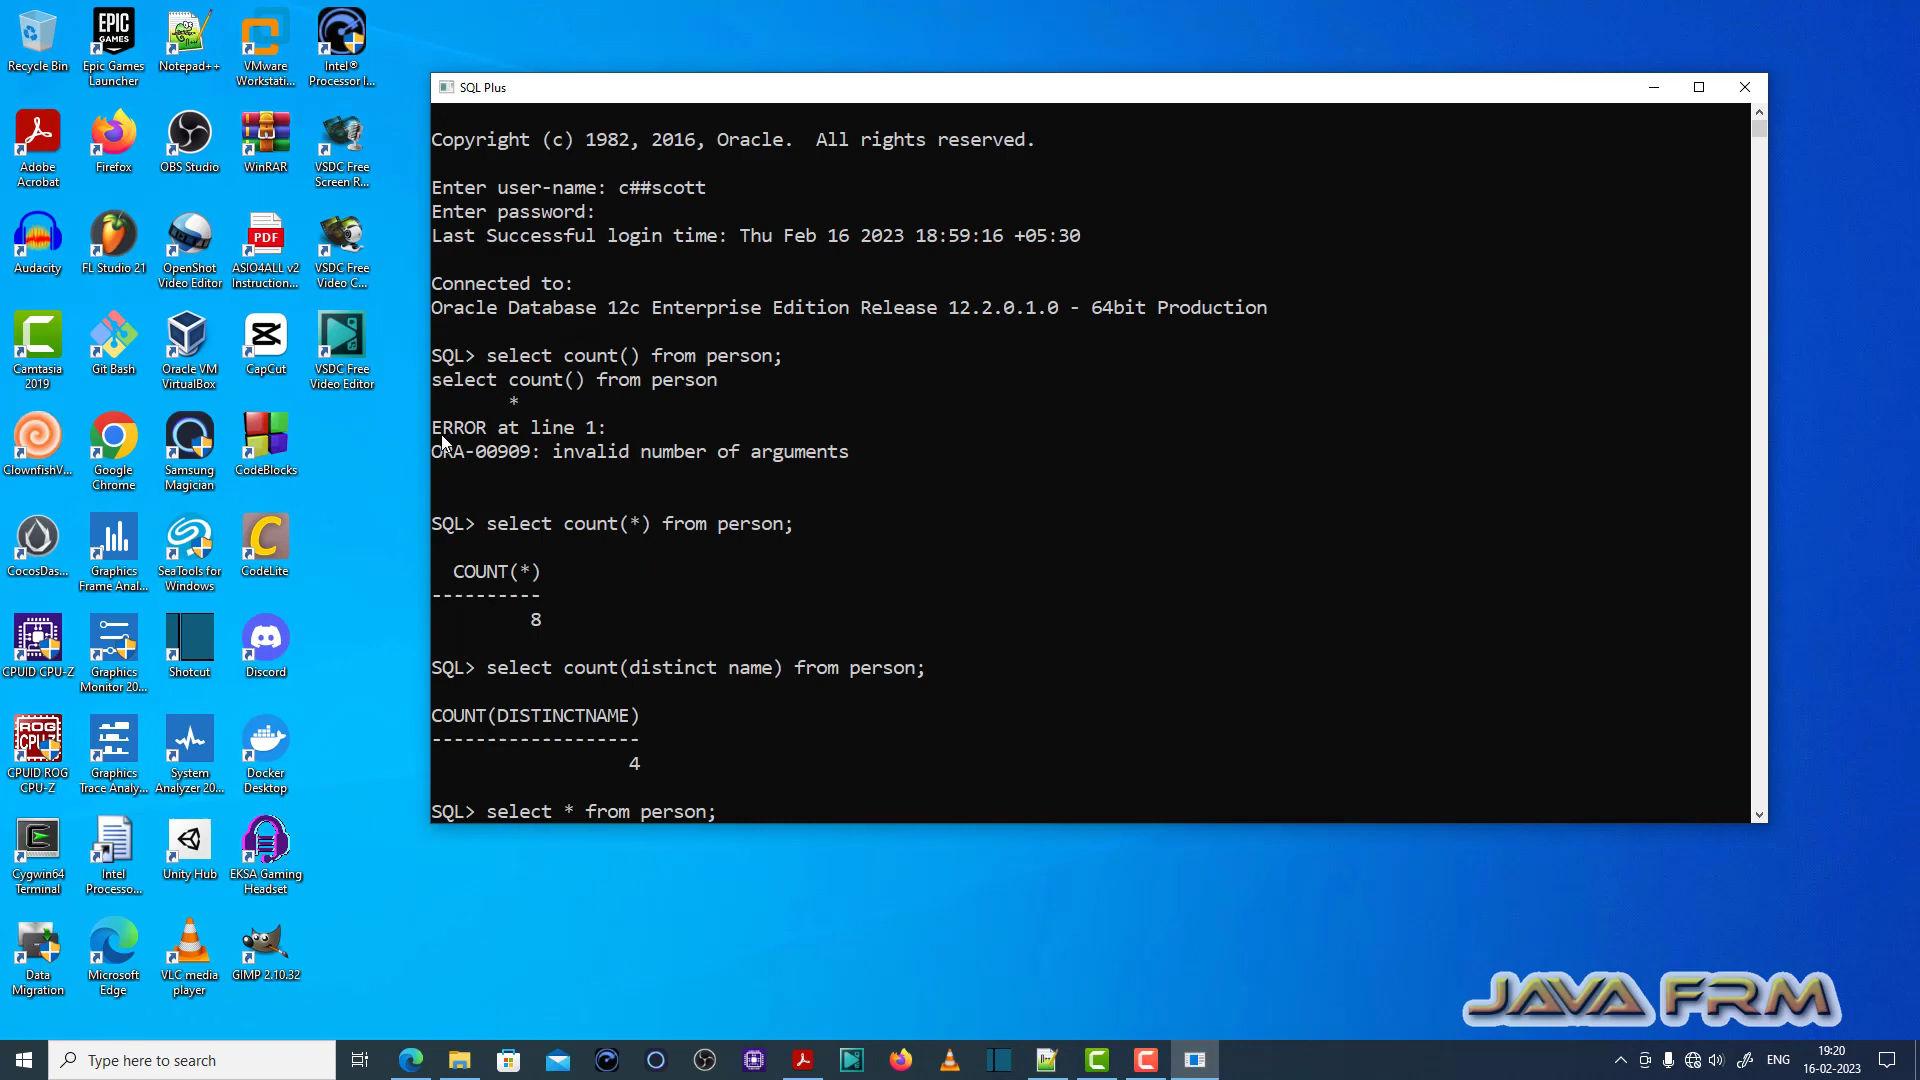 Recycle Bin
Epic Games
Launcher
Notepad++
VMware
Workstati...
Intel®
Processor I...
Adobe
Acrobat
Firefox
OBS Studio
WinRAR
VSDC Free
Screen R...
Audacity
FL Studio 21
OpenShot
Video Editor
ASIO4ALL v2
Instruction...
VSDC Free
Video C...
Camtasia
2019
Git Bash
Oracle VM
VirtualBox
CapCut
VSDC Free
Video Editor
ClownfishV...
Google
Chrome
Samsung
Magician
CodeBlocks
CocosDas...
Graphics
Frame Anal...
SeaTools for
Windows
CodeLite
CPUID CPU-Z
Graphics
Monitor 20...
Shotcut
Discord
CPUID ROG
CPU-Z
Graphics
Trace Analy...
System
Analyzer 20...
Docker
Desktop
Cygwin64
Terminal
Intel
Processo...
Unity Hub
EKSA Gaming
Headset
Data
Migration
Microsoft
Edge
VLC media
player
GIMP 2.10.32
SQL Plus
Copyright (c) 1982, 2016, Oracle.  All rights reserved.
Enter user-name: c##scott
Enter password:
Last Successful login time: Thu Feb 16 2023 18:59:16 +05:30
Connected to:
Oracle Database 12c Enterprise Edition Release 12.2.0.1.0 - 64bit Production
SQL> select count() from person;
select count() from person
*
ERROR at line 1:
ORA-00909: invalid number of arguments
SQL> select count(*) from person;
COUNT(*)
----------
8
SQL> select count(distinct name) from person;
COUNT(DISTINCTNAME)
-------------------
4
SQL> select * from person;
JAVA FRM
Type here to search
ENG
19:20
16-02-2023